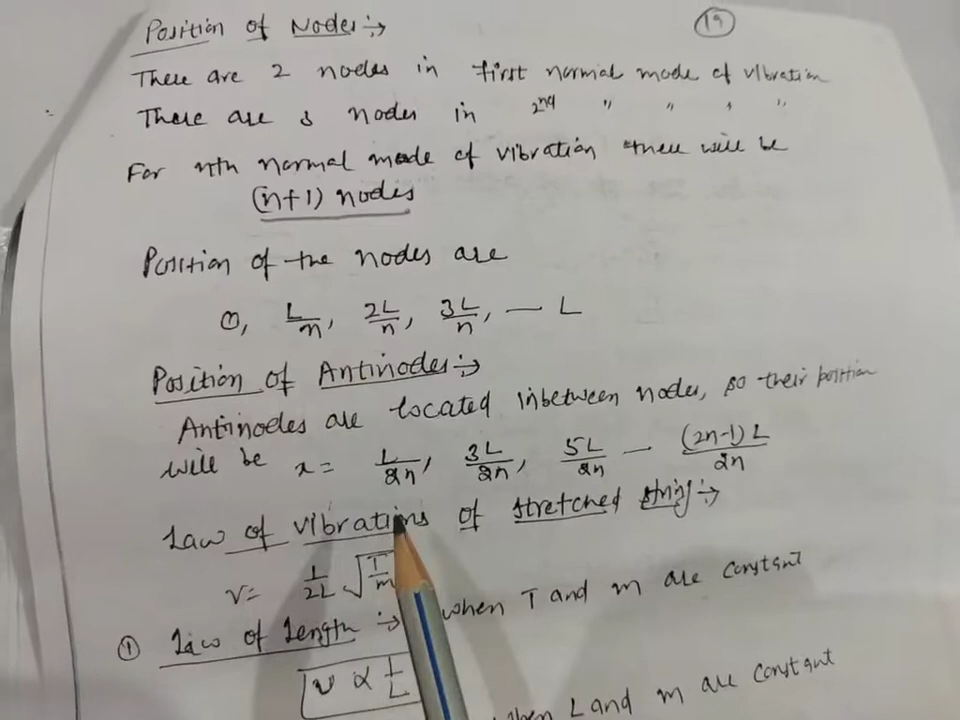 19
Position of Nodes :→
There are 2 nodes in first normal mode of vibration
There are 3 nodes in 2nd " " " "
For nth normal mode of vibration there will be
(n+1) nodes
Position of the nodes are
0, L/n, 2L/n, 3L/n, — L
Position of Antinodes :→
Antinodes are located inbetween nodes, so their position
will be x = L/2n, 3L/2n, 5L/2n — (2n-1)L/2n
Law of vibrations of stretched string :→
ν = 1/2L √T/m
① Law of Length :→ when T and m are constant
ν ∝ 1/L
when L and m are constant